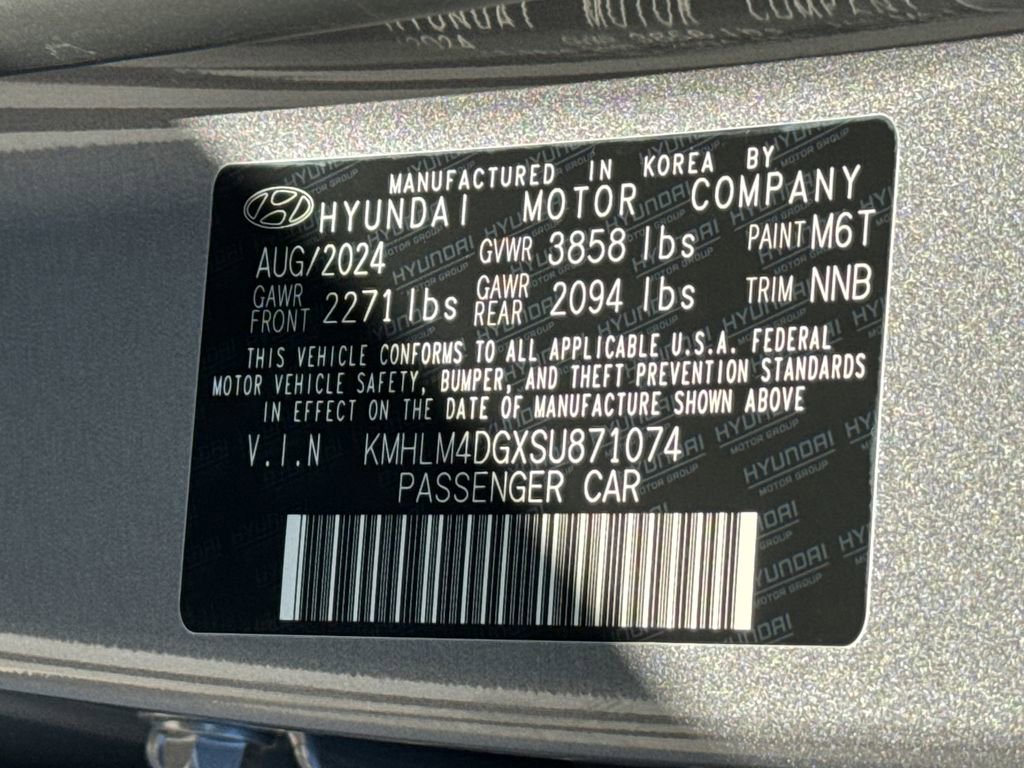 MANUFACTURED IN KOREA BY
HYUNDAI MOTOR COMPANY
AUG/2024 GVWR 3858 lbs PAINT M6T
GAWR FRONT 2271 lbs GAWR REAR 2094 lbs TRIM NNB
THIS VEHICLE CONFORMS TO ALL APPLICABLE U.S.A. FEDERAL
MOTOR VEHICLE SAFETY, BUMPER, AND THEFT PREVENTION STANDARDS
IN EFFECT ON THE DATE OF MANUFACTURE SHOWN ABOVE
V.I.N KMHLM4DGXSU871074
PASSENGER CAR